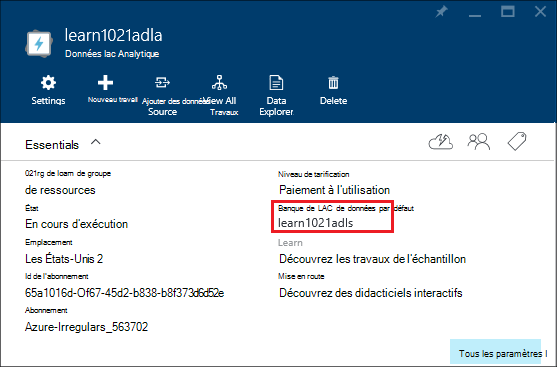 learn1021adla
Données lac Analytique
Settings
Nouveau travail
Ajouter des données
Source
View All
Travaux
Data
Explorer
Delete
Essentials
021rg de loam de groupe
de ressources
État
En cours d'exécution
Emplacement
Les États-Unis 2
Id de l'abonnement
65a1016d-Of67-45d2-b838-b8f373d6d52e
Abonnement
Azure-Irregulars_563702
Niveau de tarification
Paiement à l'utilisation
Banque de LAC de données par défaut
learn1021adls
Learn
Découvrez les travaux de l'échantillon
Mise en route
Découvrez des didacticiels interactifs
Tous les paramètres